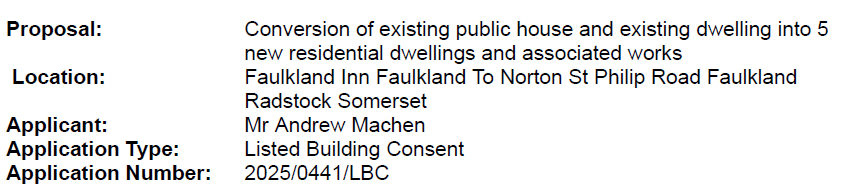 Proposal: Conversion of existing public house and existing dwelling into 5
new residential dwellings and associated works
Location: Faulkland Inn Faulkland To Norton St Philip Road Faulkland
Radstock Somerset
Applicant: Mr Andrew Machen
Application Type: Listed Building Consent
Application Number: 2025/0441/LBC